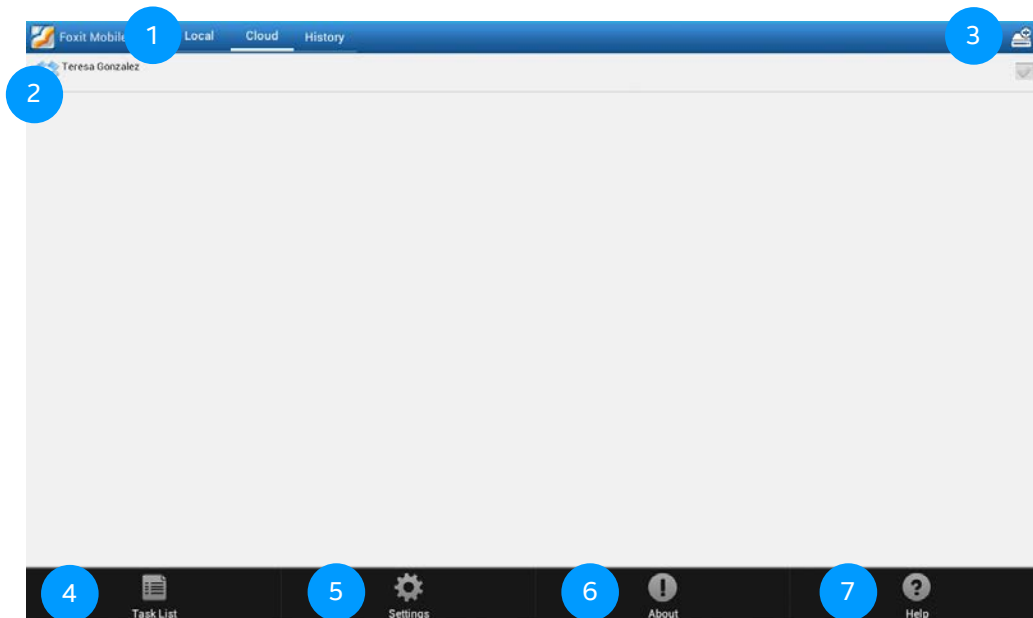 Foxit Mobile 1 Local Cloud History 3
Teresa Gonzalez
2
4 5 6 7
Task List Settings About Help